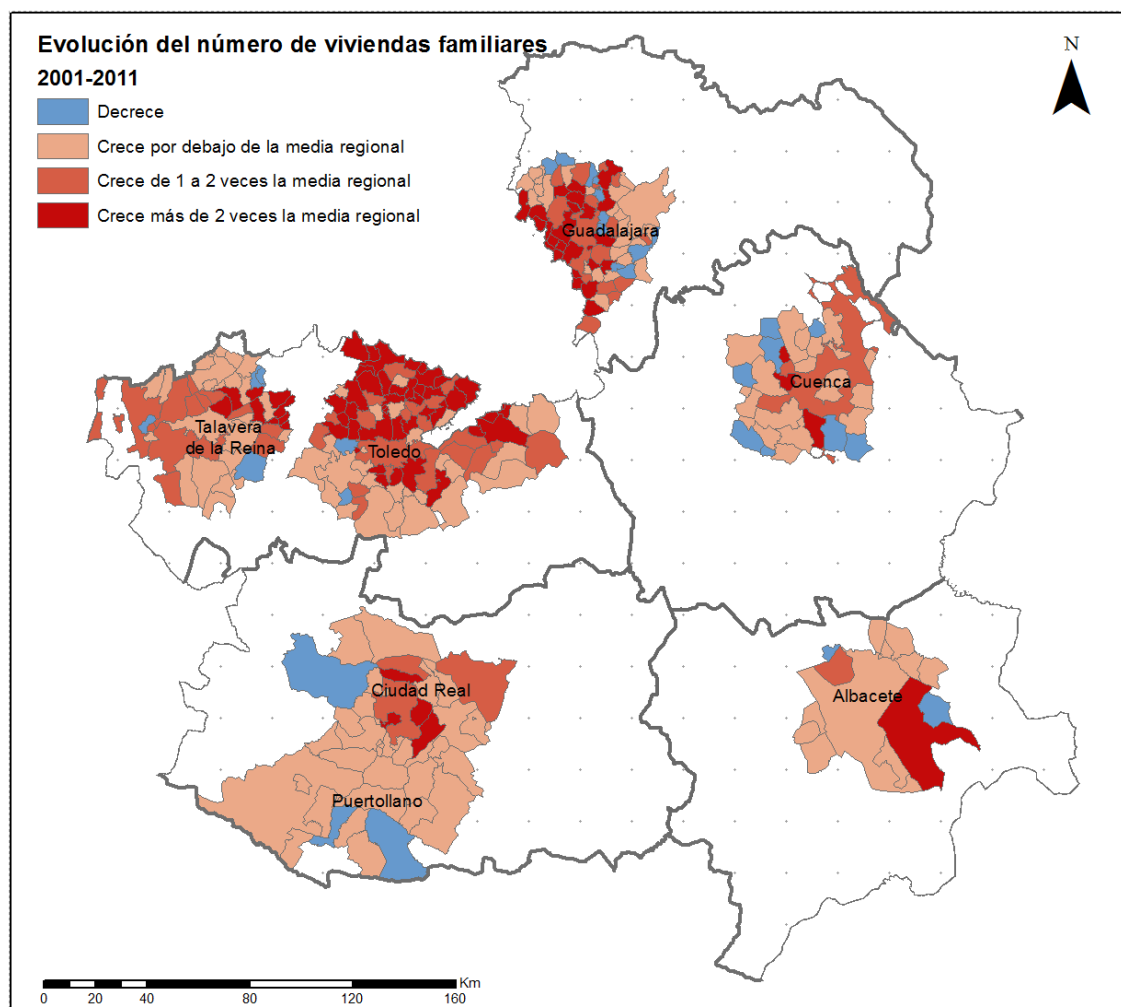 Evolución del número de viviendas familiares
2001-2011
Decrece
Crece por debajo de la media regional
Crece de 1 a 2 veces la media regional
Crece más de 2 veces la media regional
N
Guadalajara
Cuenca
Talavera
de la Reina
Toledo
Ciudad Real
Albacete
Puertollano
Km
0 20 40 80 120 160